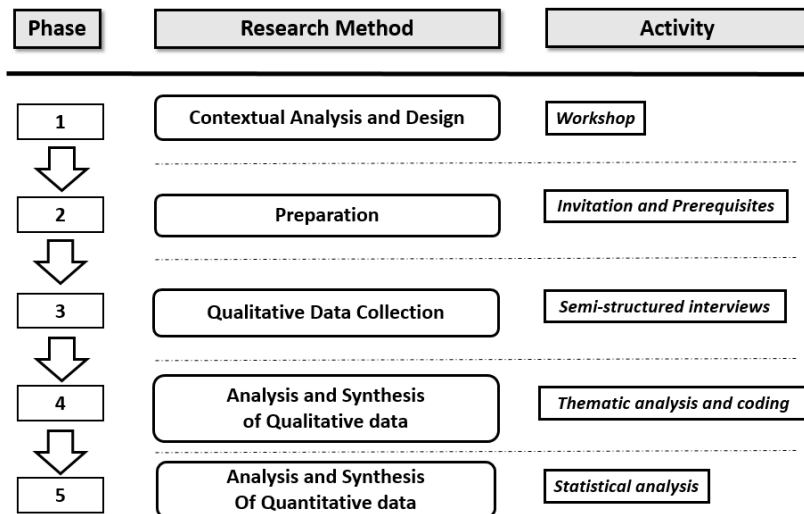 Phase Research Method Activity
1 Contextual Analysis and Design Workshop
2 Preparation Invitation and Prerequisites
3 Qualitative Data Collection Semi-structured interviews
4 Analysis and Synthesis
of Qualitative data Thematic analysis and coding
5 Analysis and Synthesis
Of Quantitative data Statistical analysis